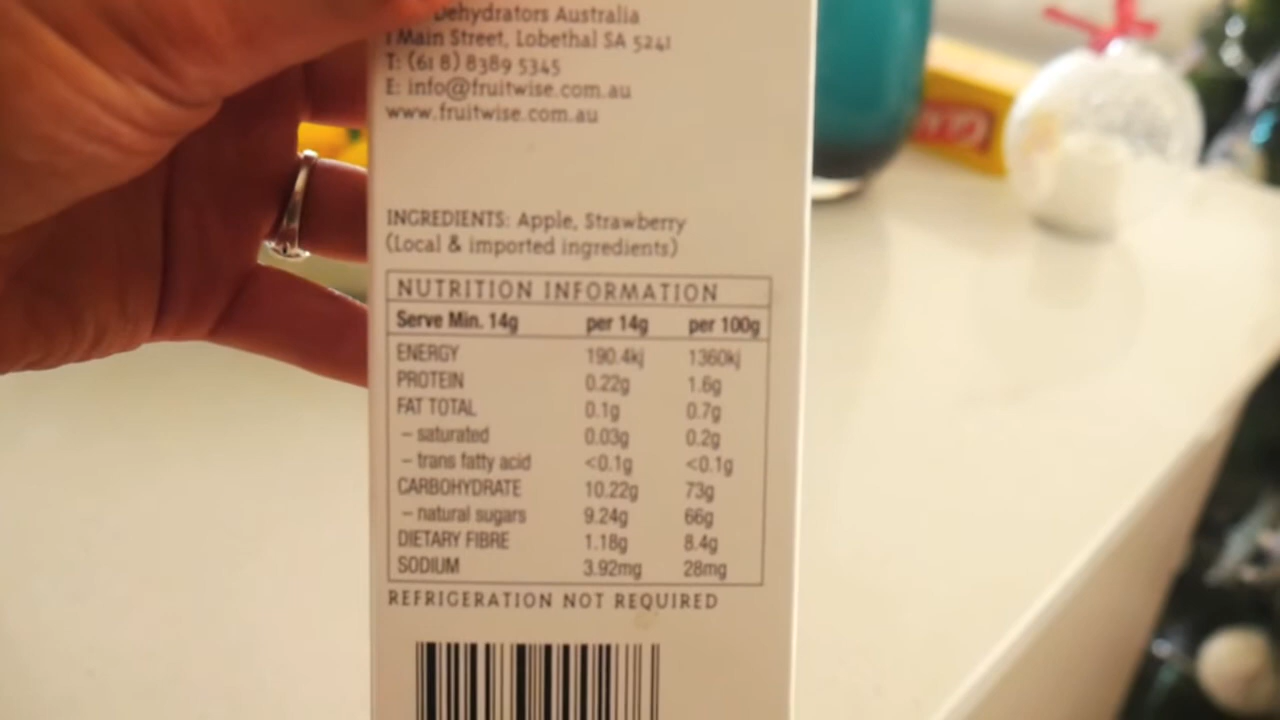 Dehydrators Australia
1 Main Street, Lobethal SA 5241
T: (61 8) 8389 5345
E: info@fruitwise.com.au
www.fruitwise.com.au
INGREDIENTS: Apple, Strawberry
(Local & imported ingredients)
NUTRITION INFORMATION
Serve Min. 14g per 14g per 100g
ENERGY 190.4kj 1360kj
PROTEIN 0.22g 1.6g
FAT TOTAL 0.1g 0.7g
– saturated 0.03g 0.2g
– trans fatty acid <0.1g <0.1g
CARBOHYDRATE 10.22g 73g
– natural sugars 9.24g 66g
DIETARY FIBRE 1.18g 8.4g
SODIUM 3.92mg 28mg
REFRIGERATION NOT REQUIRED